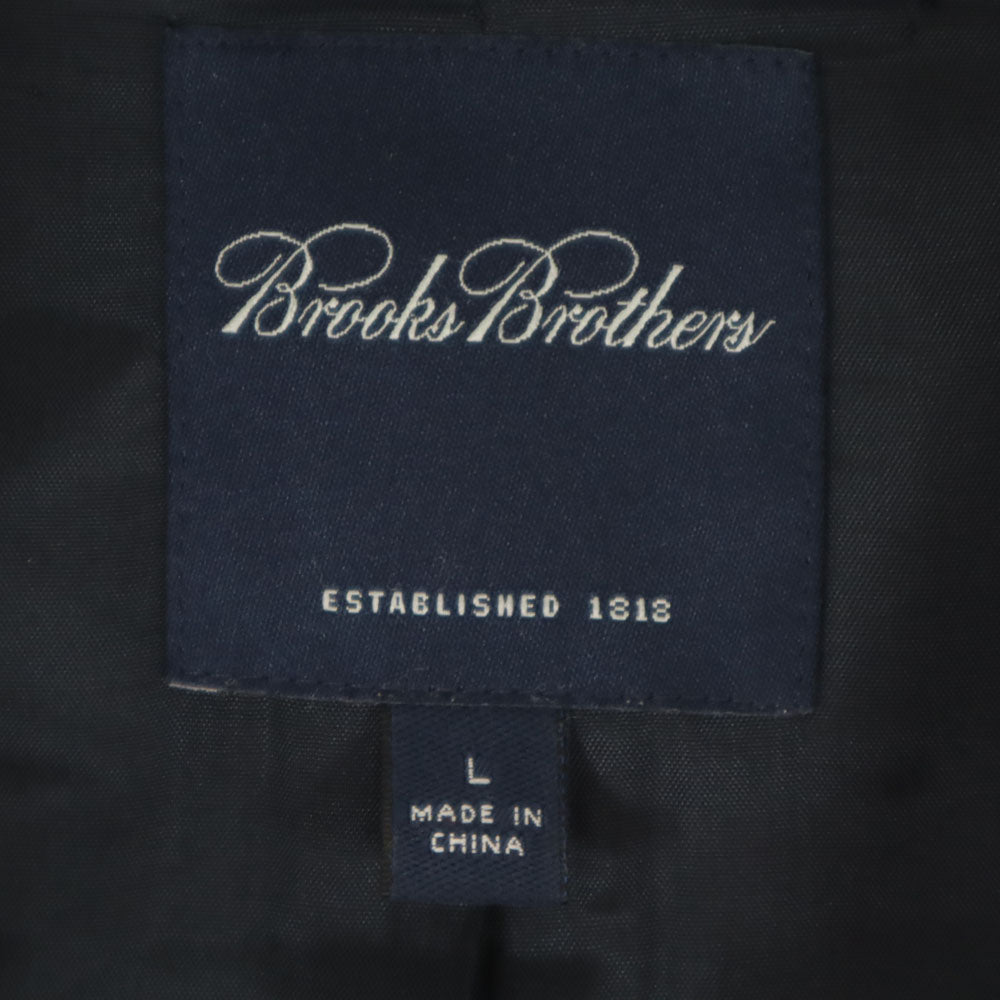 Brooks Brothers
ESTABLISHED 1818
L
MADE IN
CHINA